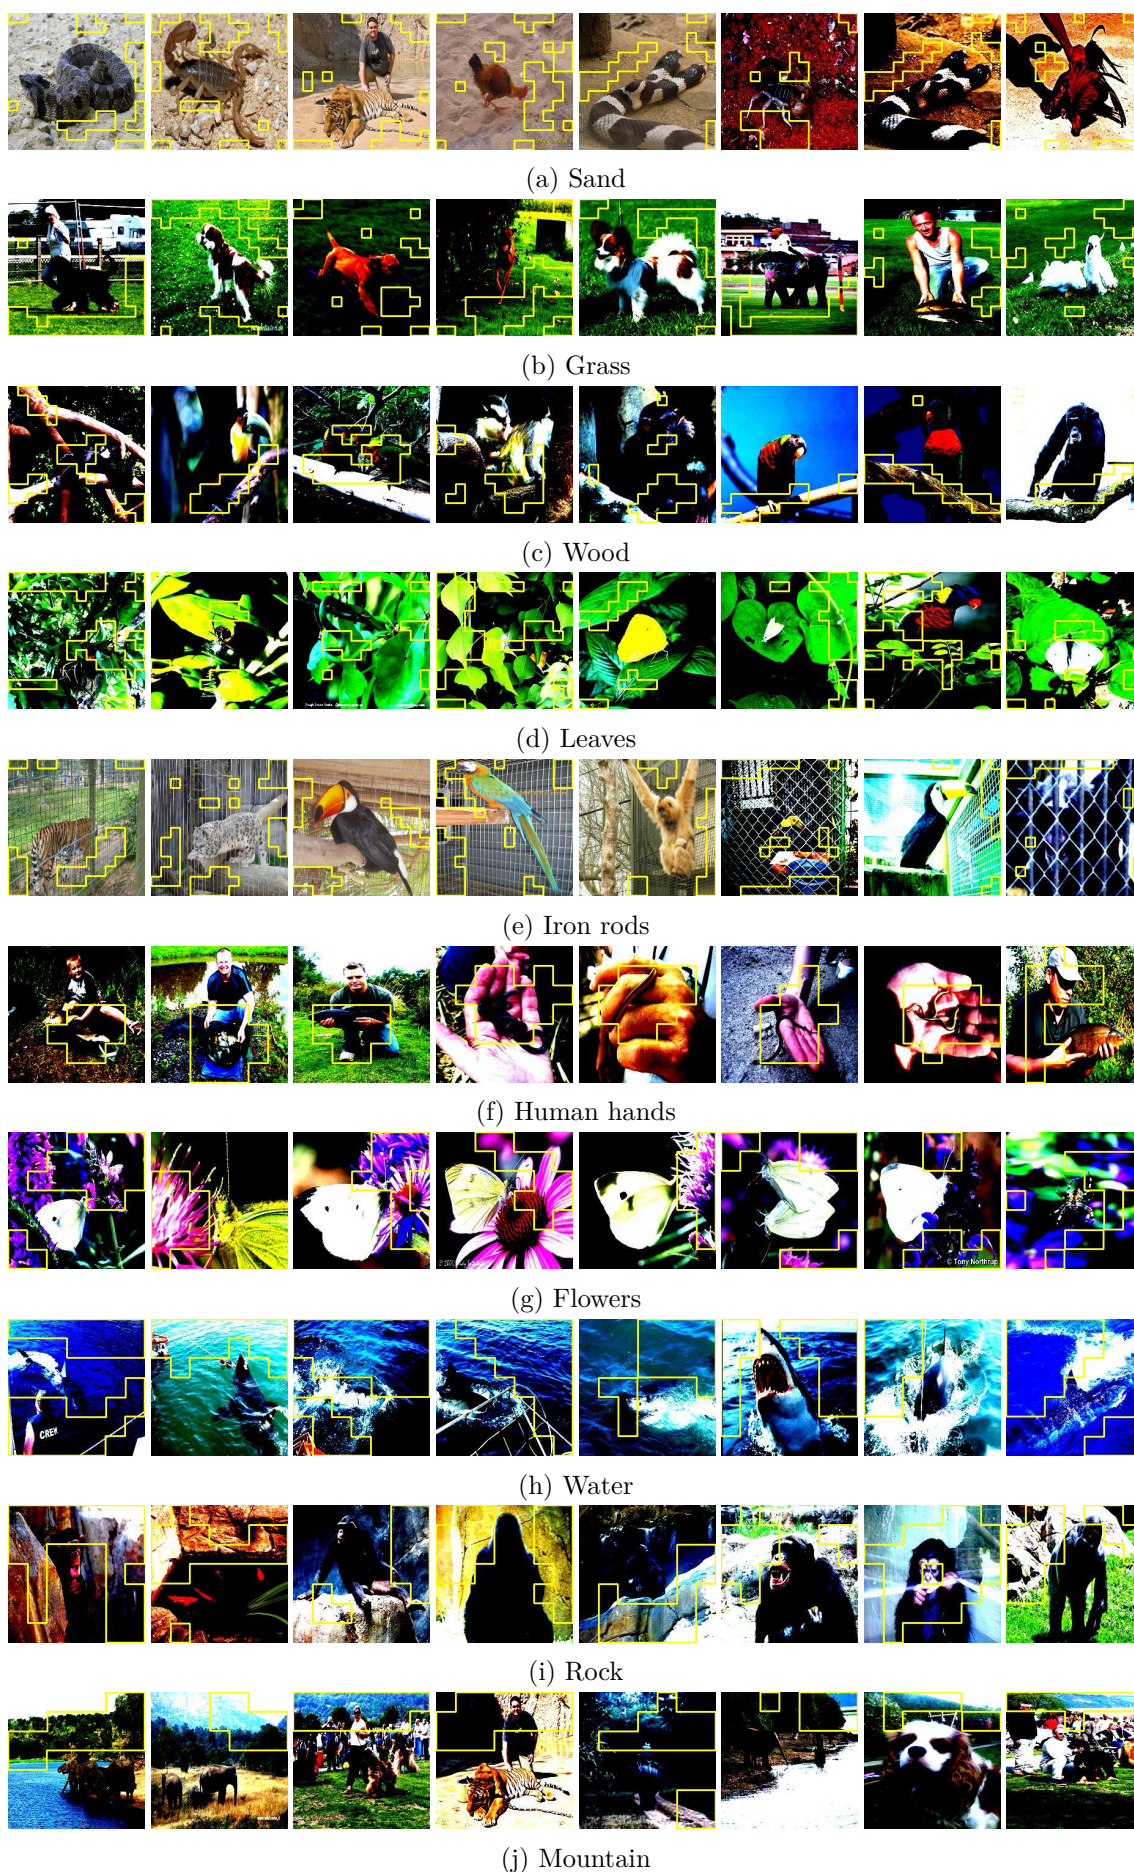 (a) Sand
(b) Grass
(c) Wood
(d) Leaves
(e) Iron rods
(f) Human hands
© Tony Northrup
(g) Flowers
CREW
(h) Water
(i) Rock
(j) Mountain